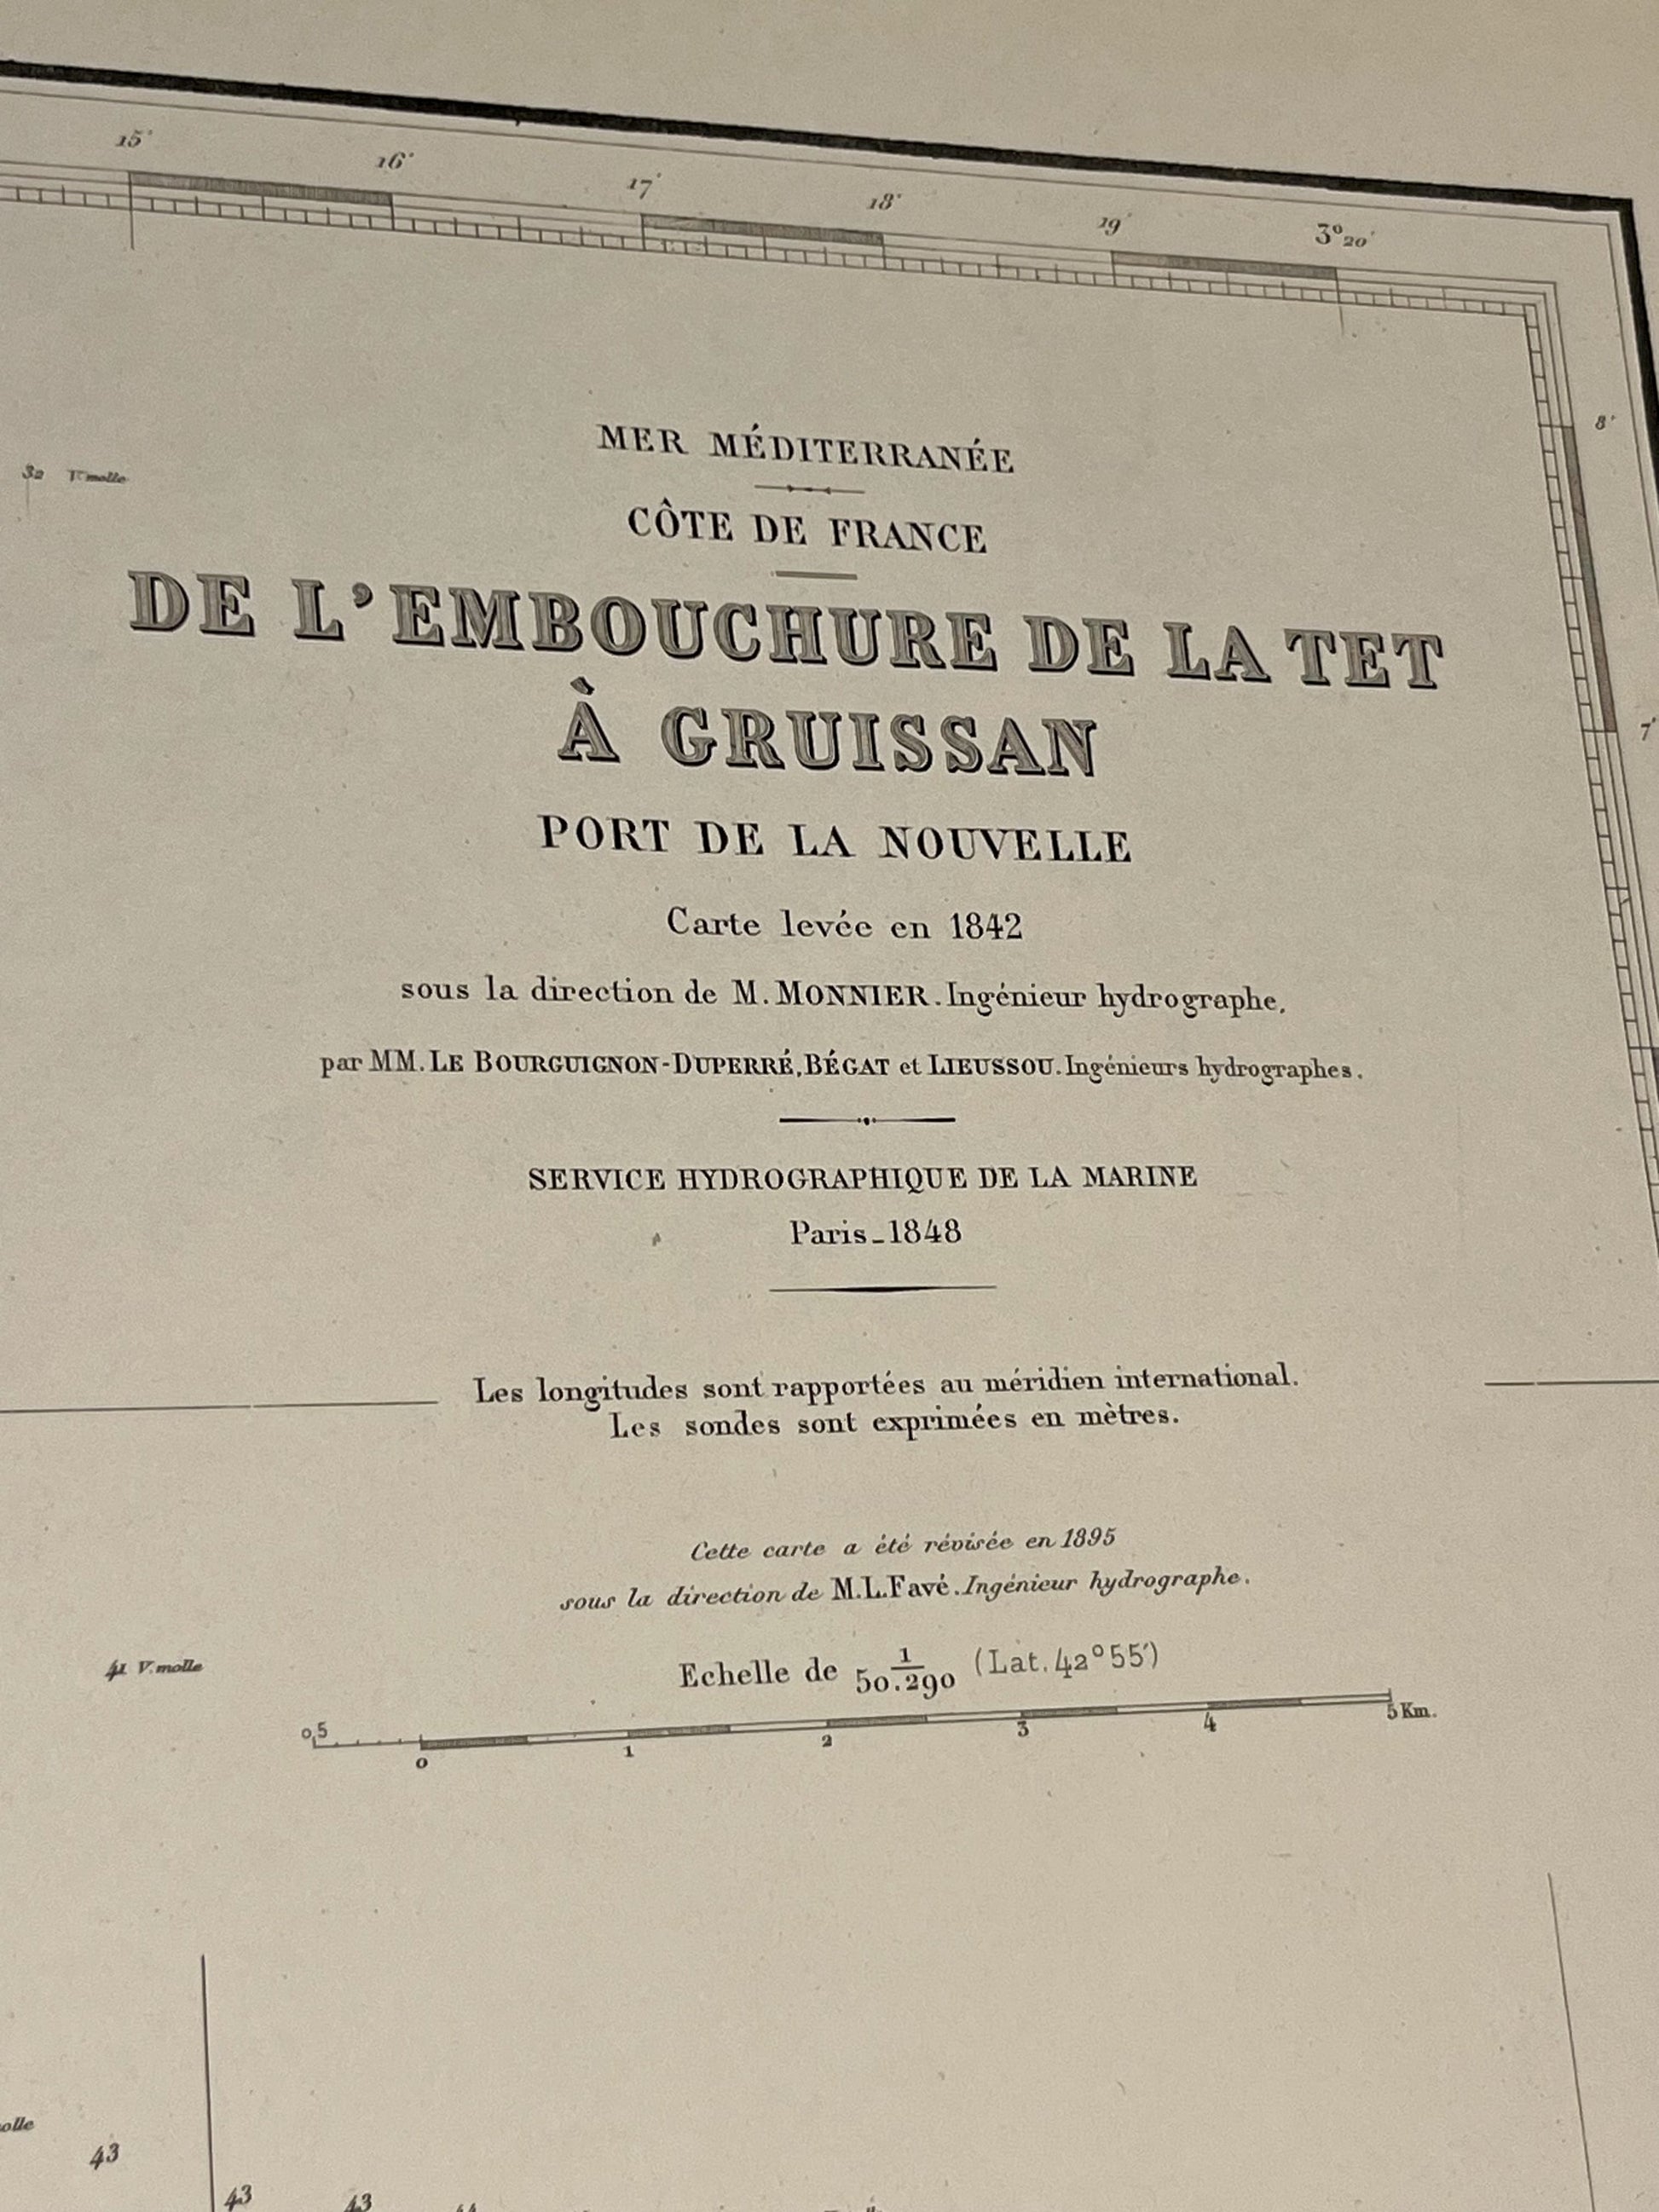 15'
16'
17'
18'
19'
3°20'
8'
7'
32 V. molle
MER MÉDITERRANÉE
CÔTE DE FRANCE
DE L'EMBOUCHURE DE LA TET
À GRUISSAN
PORT DE LA NOUVELLE
Carte levée en 1842
sous la direction de M. MONNIER. Ingénieur hydrographe,
par MM. LE BOURGUIGNON-DUPERRÉ, BÉGAT et LIEUSSOU. Ingénieurs hydrographes.
SERVICE HYDROGRAPHIQUE DE LA MARINE
Paris_1848
Les longitudes sont rapportées au méridien international.
Les sondes sont exprimées en mètres.
Cette carte a été révisée en 1895
sous la direction de M.L.Favé. Ingénieur hydrographe.
41 V. molle
Echelle de 1/50.290 (Lat. 42°55')
0,5 0 1 2 3 4 5 Km.
olle
43
43 43